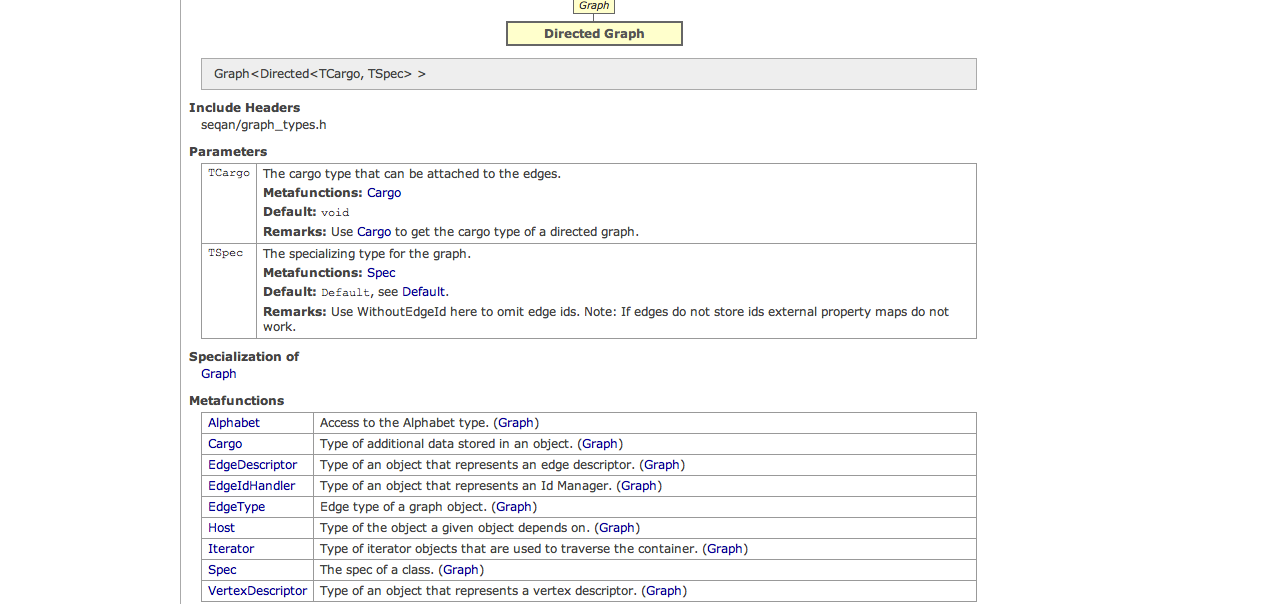 Graph
Directed Graph
Graph<Directed<TCargo, TSpec> >
Include Headers
seqan/graph_types.h
Parameters
TCargo The cargo type that can be attached to the edges.
Metafunctions: Cargo
Default: void
Remarks: Use Cargo to get the cargo type of a directed graph.
TSpec The specializing type for the graph.
Metafunctions: Spec
Default: Default, see Default.
Remarks: Use WithoutEdgeId here to omit edge ids. Note: If edges do not store ids external property maps do not
work.
Specialization of
Graph
Metafunctions
Alphabet Access to the Alphabet type. (Graph)
Cargo Type of additional data stored in an object. (Graph)
EdgeDescriptor Type of an object that represents an edge descriptor. (Graph)
EdgeIdHandler Type of an object that represents an Id Manager. (Graph)
EdgeType Edge type of a graph object. (Graph)
Host Type of the object a given object depends on. (Graph)
Iterator Type of iterator objects that are used to traverse the container. (Graph)
Spec The spec of a class. (Graph)
VertexDescriptor Type of an object that represents a vertex descriptor. (Graph)